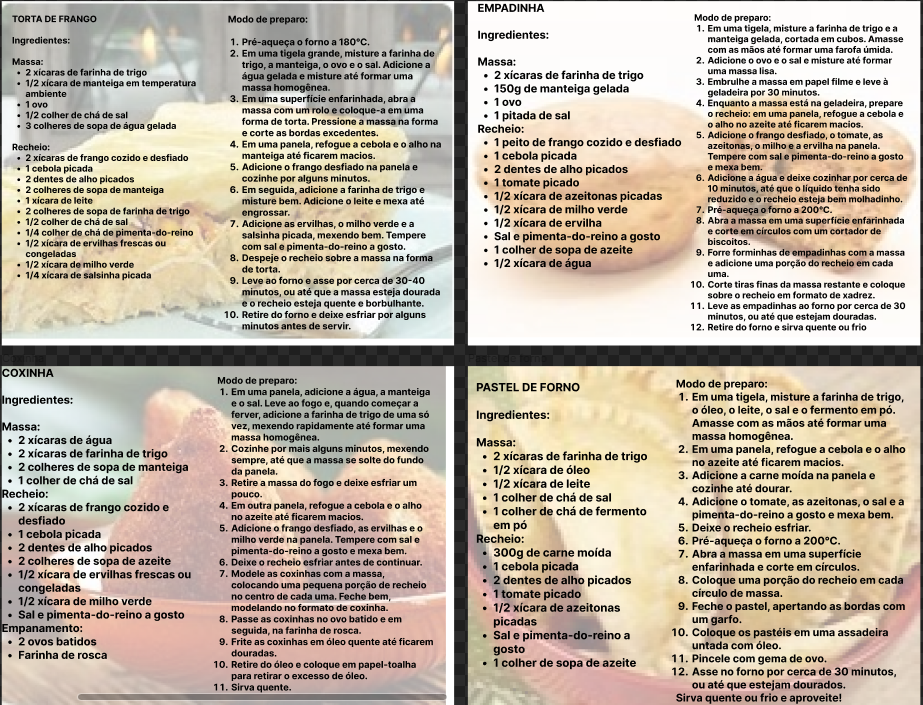 TORTA DE FRANGO
Ingredientes:
Massa:
• 2 xícaras de farinha de trigo
• 1/2 xícara de manteiga em temperatura
ambiente
• 1 ovo
• 1/2 colher de chá de sal
• 3 colheres de sopa de água gelada
Recheio:
• 2 xícaras de frango cozido e desfiado
• 1 cebola picada
• 2 dentes de alho picados
• 2 colheres de sopa de manteiga
• 1 xícara de leite
• 2 colheres de sopa de farinha de trigo
• 1/2 colher de chá de sal
• 1/4 colher de chá de pimenta-do-reino
• 1/2 xícara de ervilhas frescas ou
congeladas
• 1/2 xícara de milho verde
• 1/4 xícara de salsinha picada
Modo de preparo:
1. Pré-aqueça o forno a 180°C.
2. Em uma tigela grande, misture a farinha de
trigo, a manteiga, o ovo e o sal. Adicione a
água gelada e misture até formar uma
massa homogênea.
3. Em uma superfície enfarinhada, abra a
massa com um rolo e coloque-a em uma
forma de torta. Pressione a massa na forma
e corte as bordas excedentes.
4. Em uma panela, refogue a cebola e o alho na
manteiga até ficarem macios.
5. Adicione o frango desfiado na panela e
cozinhe por alguns minutos.
6. Em seguida, adicione a farinha de trigo e
misture bem. Adicione o leite e mexa até
engrossar.
7. Adicione as ervilhas, o milho verde e a
salsinha picada, mexendo bem. Tempere
com sal e pimenta-do-reino a gosto.
8. Despeje o recheio sobre a massa na forma
de torta.
9. Leve ao forno e asse por cerca de 30-40
minutos, ou até que a massa esteja dourada
e o recheio esteja quente e borbulhante.
10. Retire do forno e deixe esfriar por alguns
minutos antes de servir.
EMPADINHA
Ingredientes:
Massa:
• 2 xícaras de farinha de trigo
• 150g de manteiga gelada
• 1 ovo
• 1 pitada de sal
Recheio:
• 1 peito de frango cozido e desfiado
• 1 cebola picada
• 2 dentes de alho picados
• 1 tomate picado
• 1/2 xícara de azeitonas picadas
• 1/2 xícara de milho verde
• 1/2 xícara de ervilha
• Sal e pimenta-do-reino a gosto
• 1 colher de sopa de azeite
• 1/2 xícara de água
Modo de preparo:
1. Em uma tigela, misture a farinha de trigo e a
manteiga gelada, cortada em cubos. Amasse
com as mãos até formar uma farofa úmida.
2. Adicione o ovo e o sal e misture até formar
uma massa lisa.
3. Embrulhe a massa em papel filme e leve à
geladeira por 30 minutos.
4. Enquanto a massa está na geladeira, prepare
o recheio: em uma panela, refogue a cebola e
o alho no azeite até ficarem macios.
5. Adicione o frango desfiado, o tomate, as
azeitonas, o milho e a ervilha na panela.
Tempere com sal e pimenta-do-reino a gosto
e mexa bem.
6. Adicione a água e deixe cozinhar por cerca de
10 minutos, até que o líquido tenha sido
reduzido e o recheio esteja bem molhadinho.
7. Pré-aqueça o forno a 200°C.
8. Abra a massa em uma superfície enfarinhada
e corte em círculos com um cortador de
biscoitos.
9. Forre forminhas de empadinhas com a massa
e adicione uma porção do recheio em cada
uma.
10. Corte tiras finas da massa restante e coloque
sobre o recheio em formato de xadrez.
11. Leve as empadinhas ao forno por cerca de 30
minutos, ou até que estejam douradas.
12. Retire do forno e sirva quente ou frio
COXINHA
Ingredientes:
Massa:
• 2 xícaras de água
• 2 xícaras de farinha de trigo
• 2 colheres de sopa de manteiga
• 1 colher de chá de sal
Recheio:
• 2 xícaras de frango cozido e
desfiado
• 1 cebola picada
• 2 dentes de alho picados
• 2 colheres de sopa de azeite
• 1/2 xícara de ervilhas frescas ou
congeladas
• 1/2 xícara de milho verde
• Sal e pimenta-do-reino a gosto
Empanamento:
• 2 ovos batidos
• Farinha de rosca
Modo de preparo:
1. Em uma panela, adicione a água, a manteiga
e o sal. Leve ao fogo e, quando começar a
ferver, adicione a farinha de trigo de uma só
vez, mexendo rapidamente até formar uma
massa homogênea.
2. Cozinhe por mais alguns minutos, mexendo
sempre, até que a massa se solte do fundo
da panela.
3. Retire a massa do fogo e deixe esfriar um
pouco.
4. Em outra panela, refogue a cebola e o alho
no azeite até ficarem macios.
5. Adicione o frango desfiado, as ervilhas e o
milho verde na panela. Tempere com sal e
pimenta-do-reino a gosto e mexa bem.
6. Deixe o recheio esfriar antes de continuar.
7. Modele as coxinhas com a massa,
colocando uma pequena porção de recheio
no centro de cada uma. Feche bem,
modelando no formato de coxinha.
8. Passe as coxinhas no ovo batido e em
seguida, na farinha de rosca.
9. Frite as coxinhas em óleo quente até ficarem
douradas.
10. Retire do óleo e coloque em papel-toalha
para retirar o excesso de óleo.
11. Sirva quente.
PASTEL DE FORNO
Ingredientes:
Massa:
• 2 xícaras de farinha de trigo
• 1/2 xícara de óleo
• 1/2 xícara de leite
• 1 colher de chá de sal
• 1 colher de chá de fermento
em pó
Recheio:
• 300g de carne moída
• 1 cebola picada
• 2 dentes de alho picados
• 1 tomate picado
• 1/2 xícara de azeitonas
picadas
• Sal e pimenta-do-reino a
gosto
• 1 colher de sopa de azeite
Modo de preparo:
1. Em uma tigela, misture a farinha de trigo,
o óleo, o leite, o sal e o fermento em pó.
Amasse com as mãos até formar uma
massa homogênea.
2. Em uma panela, refogue a cebola e o alho
no azeite até ficarem macios.
3. Adicione a carne moída na panela e
cozinhe até dourar.
4. Adicione o tomate, as azeitonas, o sal e a
pimenta-do-reino a gosto e mexa bem.
5. Deixe o recheio esfriar.
6. Pré-aqueça o forno a 200°C.
7. Abra a massa em uma superfície
enfarinhada e corte em círculos.
8. Coloque uma porção do recheio em cada
círculo de massa.
9. Feche o pastel, apertando as bordas com
um garfo.
10. Coloque os pastéis em uma assadeira
untada com óleo.
11. Pincele com gema de ovo.
12. Asse no forno por cerca de 30 minutos,
ou até que estejam dourados.
Sirva quente ou frio e aproveite!